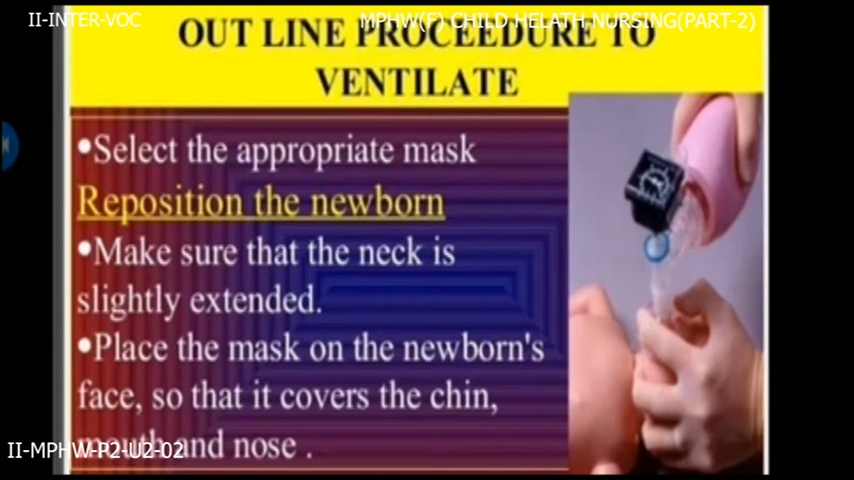 II-INTER-VOC
MPHW(F) CHILD HELATH NURSING(PART-2)
OUT LINE PROCEEDURE TO
VENTILATE
•Select the appropriate mask
Reposition the newborn
•Make sure that the neck is
slightly extended.
•Place the mask on the newborn's
face, so that it covers the chin,
mouth and nose .
II-MPHW-P2-U2-02